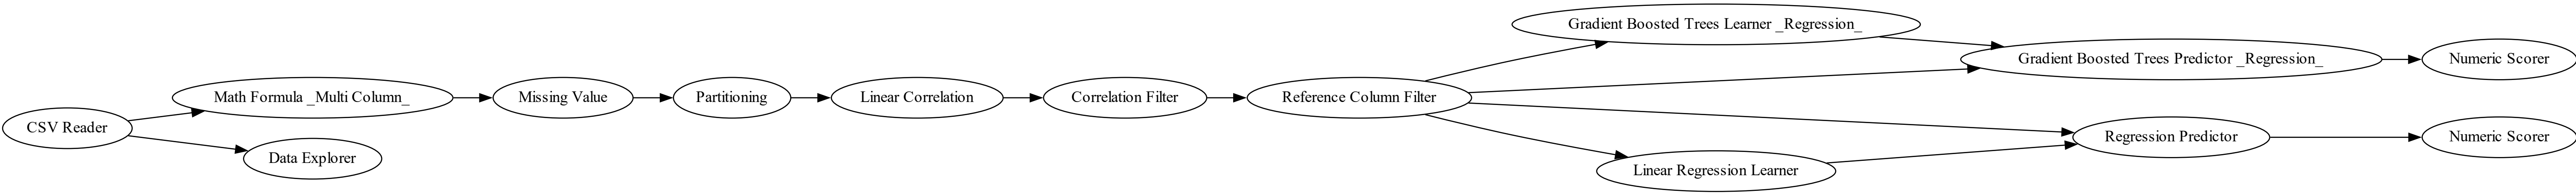 CSV Reader
Math Formula _Multi Column_
Data Explorer
Missing Value
Partitioning
Linear Correlation
Correlation Filter
Reference Column Filter
Gradient Boosted Trees Learner _Regression_
Linear Regression Learner
Gradient Boosted Trees Predictor _Regression_
Regression Predictor
Numeric Scorer
Numeric Scorer